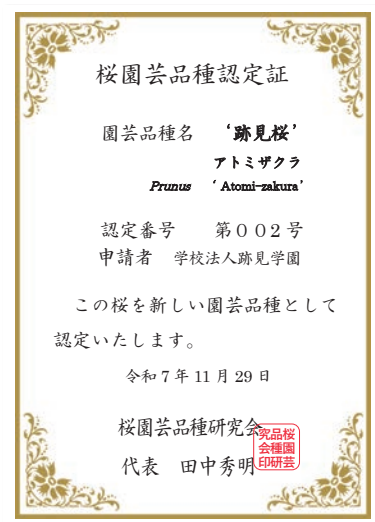 桜園芸品種認定証
園芸品種名 ‘跡見桜’
アトミザクラ
Prunus ‘Atomi-zakura’
認定番号 第００２号
申請者 学校法人跡見学園
この桜を新しい園芸品種として
認定いたします。
令和7年11月29日
桜園芸品種研究会
代表 田中秀明
桜園芸
品種研
究会印